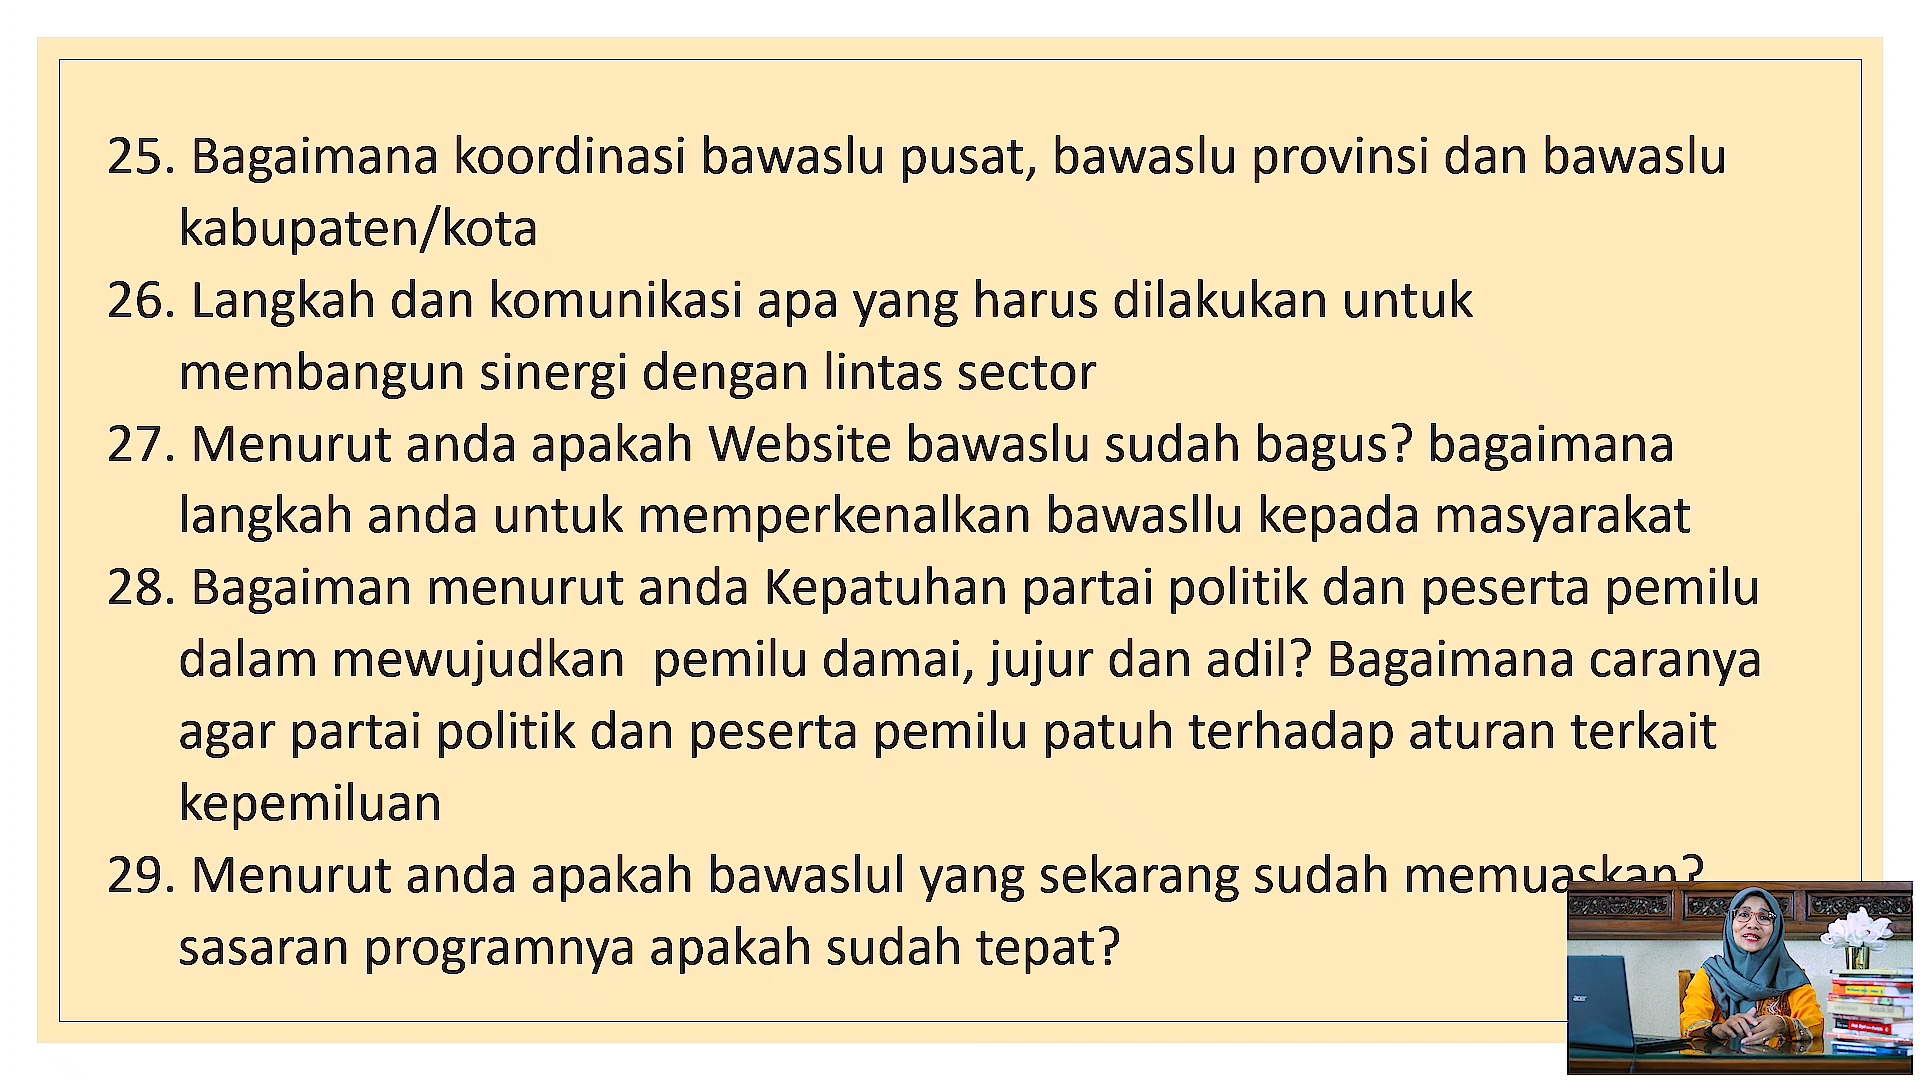 25. Bagaimana koordinasi bawaslu pusat, bawaslu provinsi dan bawaslu
kabupaten/kota
26. Langkah dan komunikasi apa yang harus dilakukan untuk
membangun sinergi dengan lintas sector
27. Menurut anda apakah Website bawaslu sudah bagus? bagaimana
langkah anda untuk memperkenalkan bawasllu kepada masyarakat
28. Bagaiman menurut anda Kepatuhan partai politik dan peserta pemilu
dalam mewujudkan  pemilu damai, jujur dan adil? Bagaimana caranya
agar partai politik dan peserta pemilu patuh terhadap aturan terkait
kepemiluan
29. Menurut anda apakah bawaslul yang sekarang sudah memuaskan?
sasaran programnya apakah sudah tepat?
acer